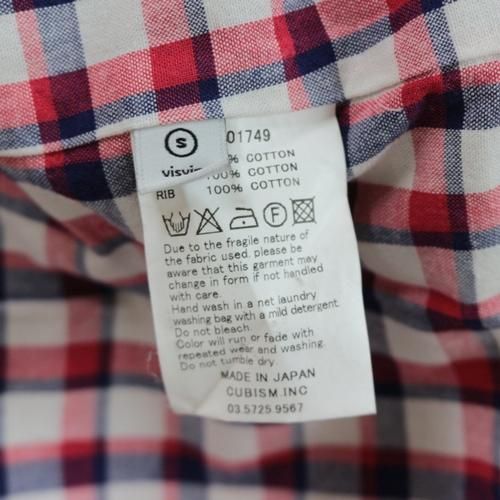 S
visvim
01749
% COTTON
100% COTTON
RIB 100% COTTON
F
Due to the fragile nature of
the fabric used, please be
aware that this garment may
change in form if not handled
with care.
Hand wash in a net laundry
washing bag with a mild detergent.
Do not bleach.
Color will run or fade with
repeated wear and washing.
Do not tumble dry.
MADE IN JAPAN
CUBISM.INC
03.5725.9567